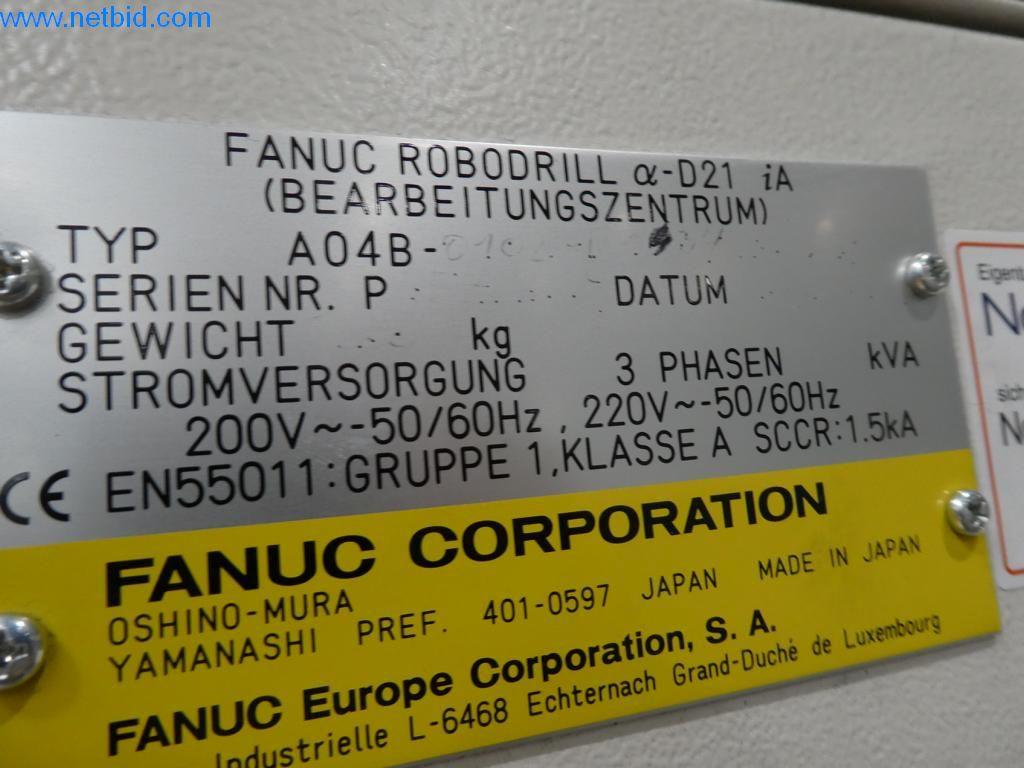 www.netbid.com
FANUC ROBODRILL α-D21 iA
(BEARBEITUNGSZENTRUM)
TYP A04B-
SERIEN NR. P DATUM
GEWICHT kg
STROMVERSORGUNG 3 PHASEN kVA
200V~-50/60Hz , 220V~-50/60Hz
CE EN55011:GRUPPE 1,KLASSE A SCCR:1.5kA
FANUC CORPORATION
OSHINO-MURA
YAMANASHI PREF. 401-0597 JAPAN MADE IN JAPAN
FANUC Europe Corporation, S. A.
Industrielle L-6468 Echternach Grand-Duché de Luxembourg